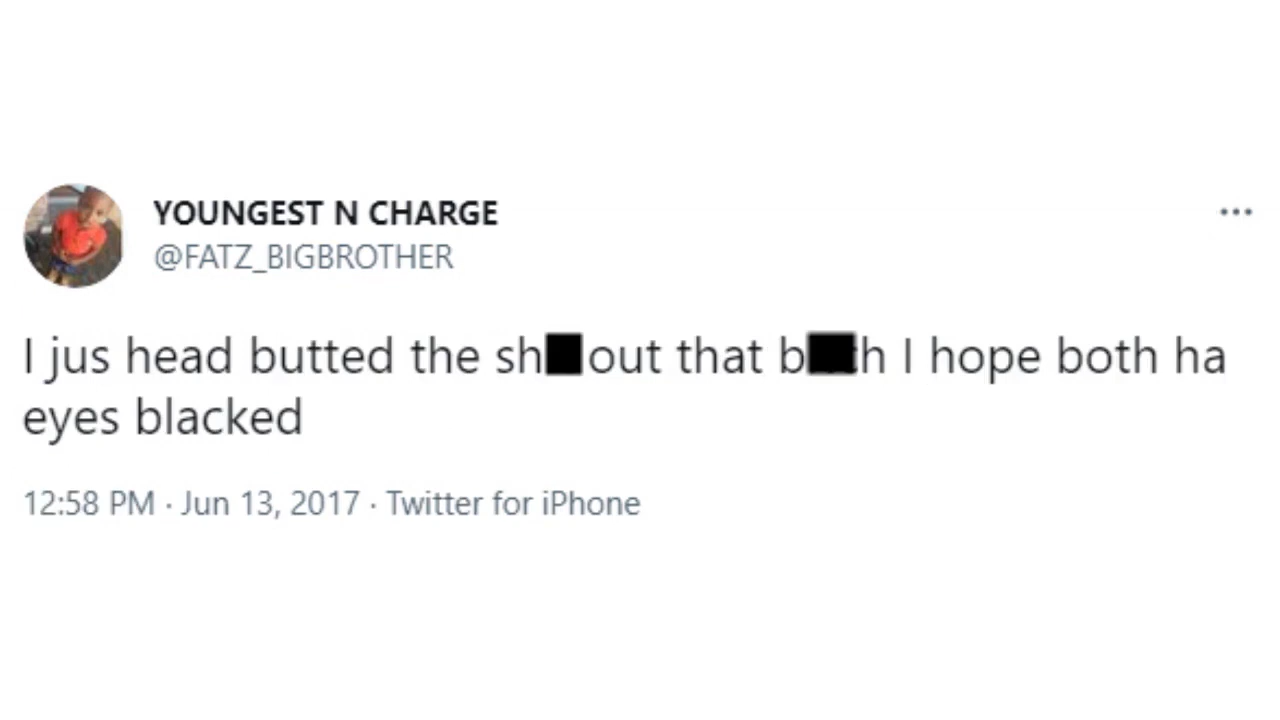 YOUNGEST N CHARGE
@FATZ_BIGBROTHER
I jus head butted the sh■out that b■h I hope both ha
eyes blacked
12:58 PM · Jun 13, 2017 · Twitter for iPhone